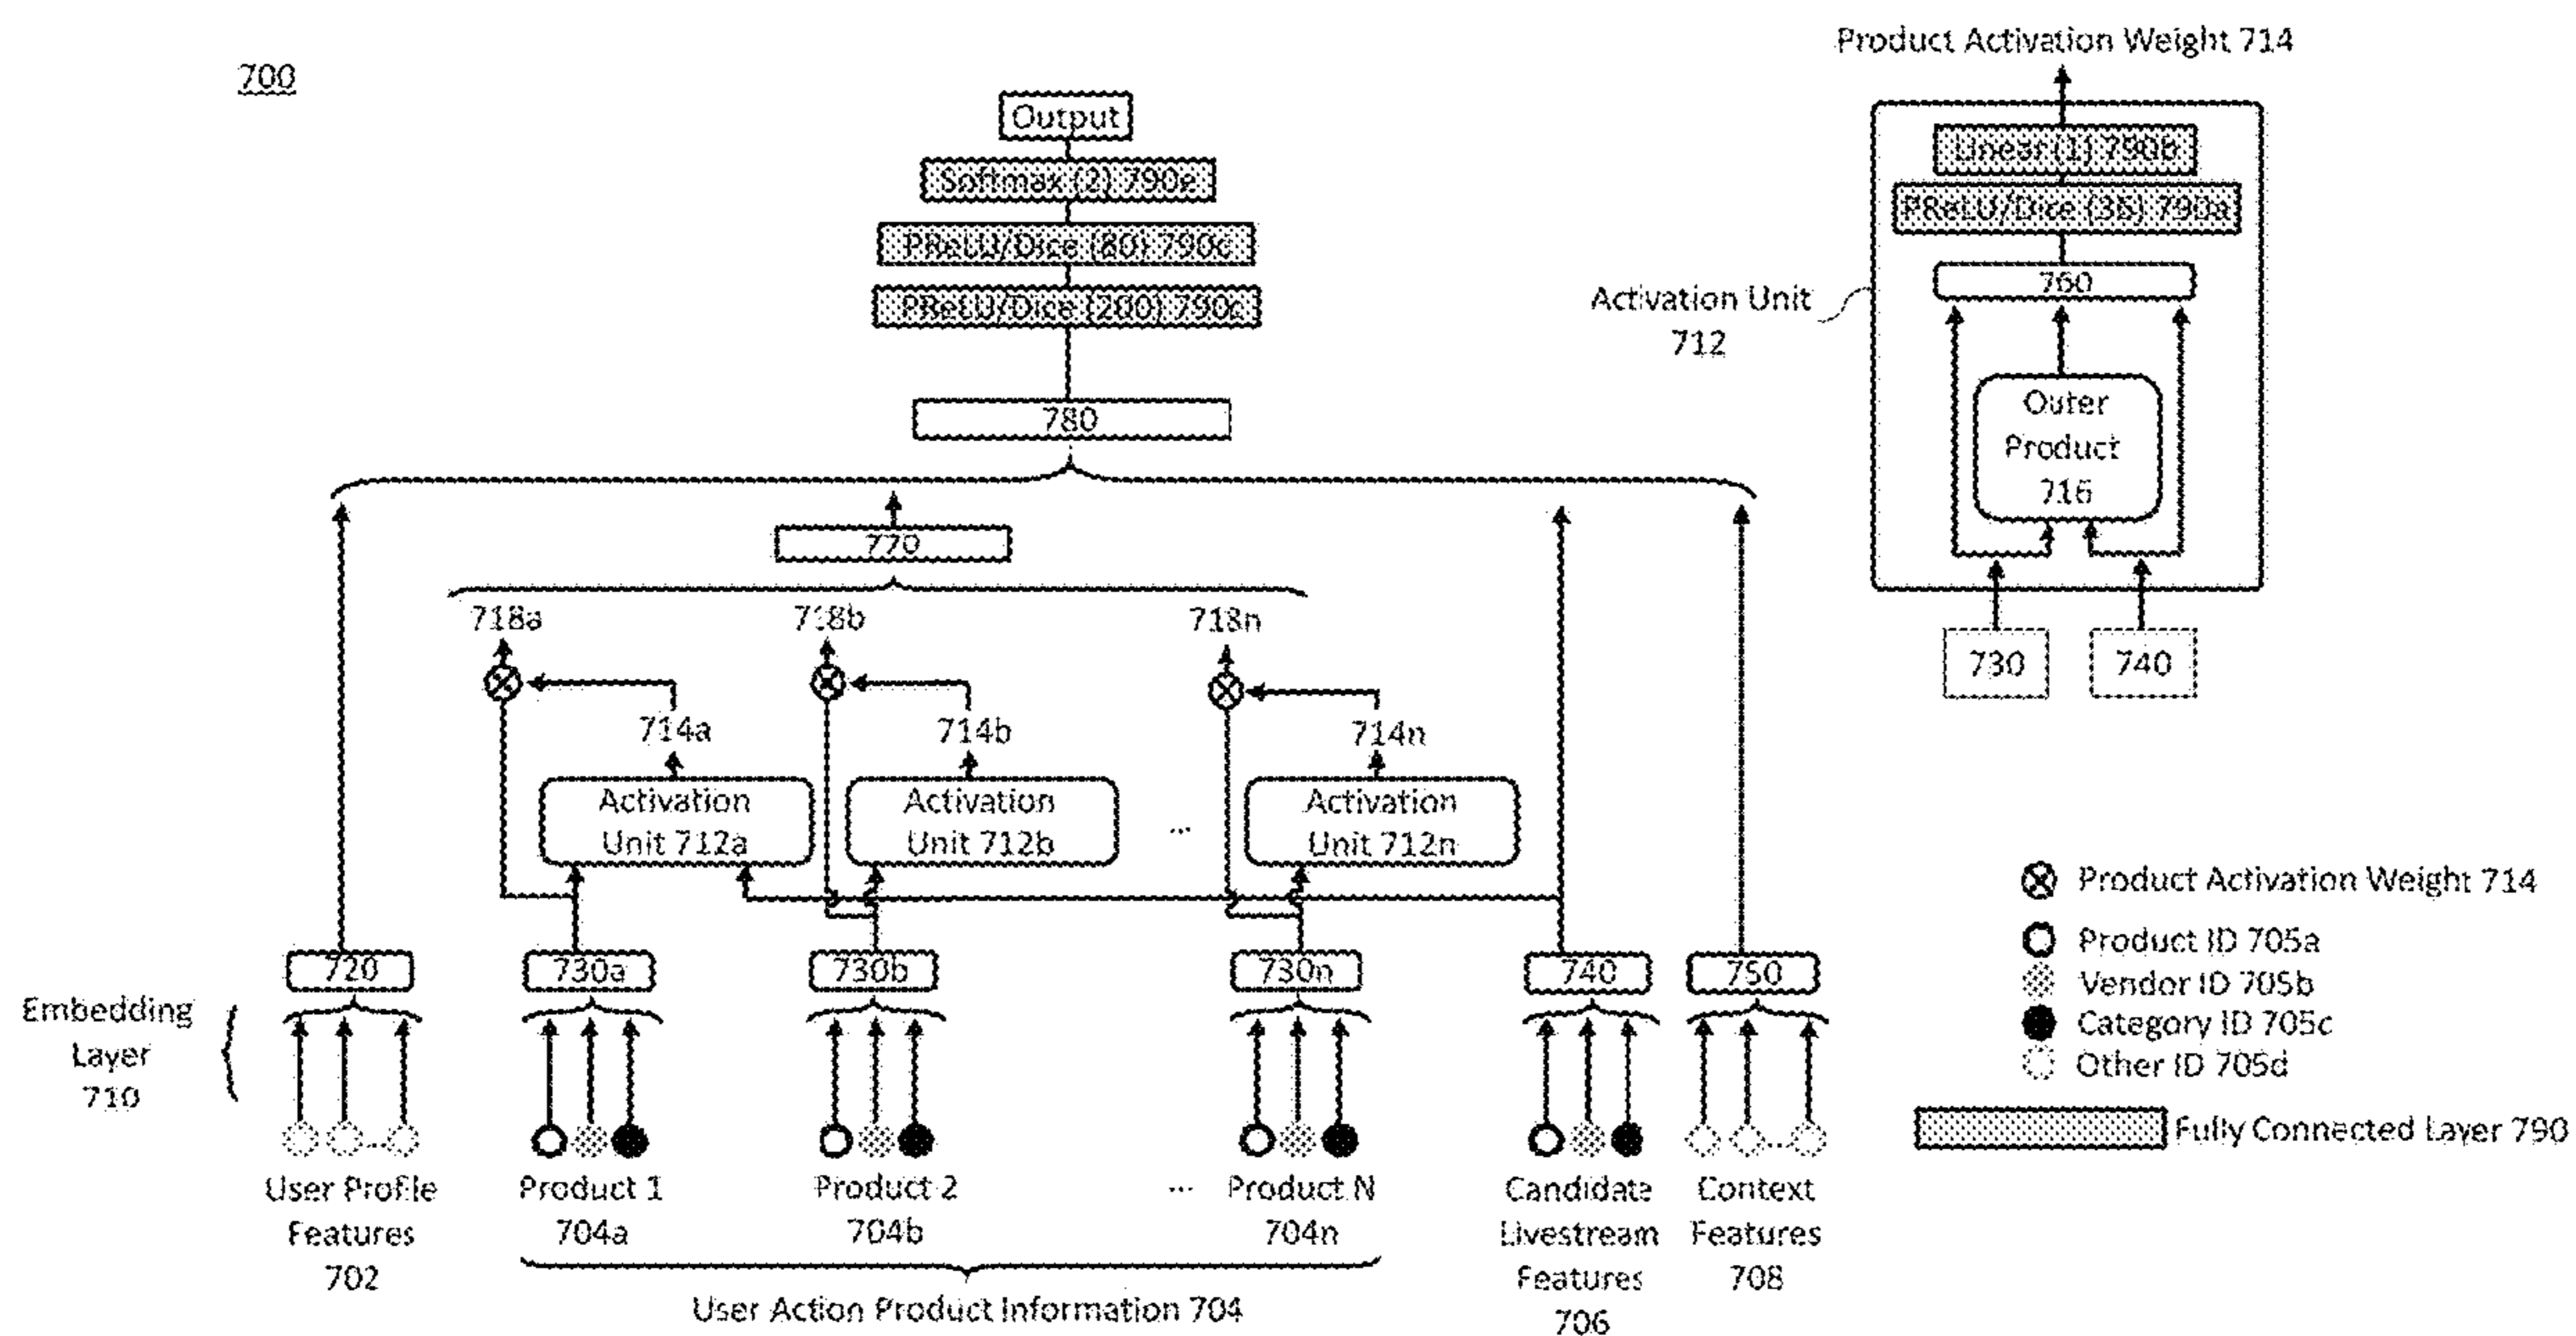 700
Output
Softmax (2) 790e
PReLU/Dice (80) 790c
PReLU/Dice (200) 790c
780
770
718a
718b
718n
714a
714b
714n
Activation
Unit 712a
Activation
Unit 712b
...
Activation
Unit 712n
720
730a
730b
730n
740
750
Embedding
Layer
710
User Profile
Features
702
Product 1
704a
Product 2
704b
...
Product N
704n
User Action Product Information 704
Candidate
Livestream
Features
706
Context
Features
708
Product Activation Weight 714
Linear (1) 790b
PReLU/Dice (36) 790a
760
Activation Unit
712
Outer
Product
716
730
740
Product Activation Weight 714
Product ID 705a
Vendor ID 705b
Category ID 705c
Other ID 705d
Fully Connected Layer 790